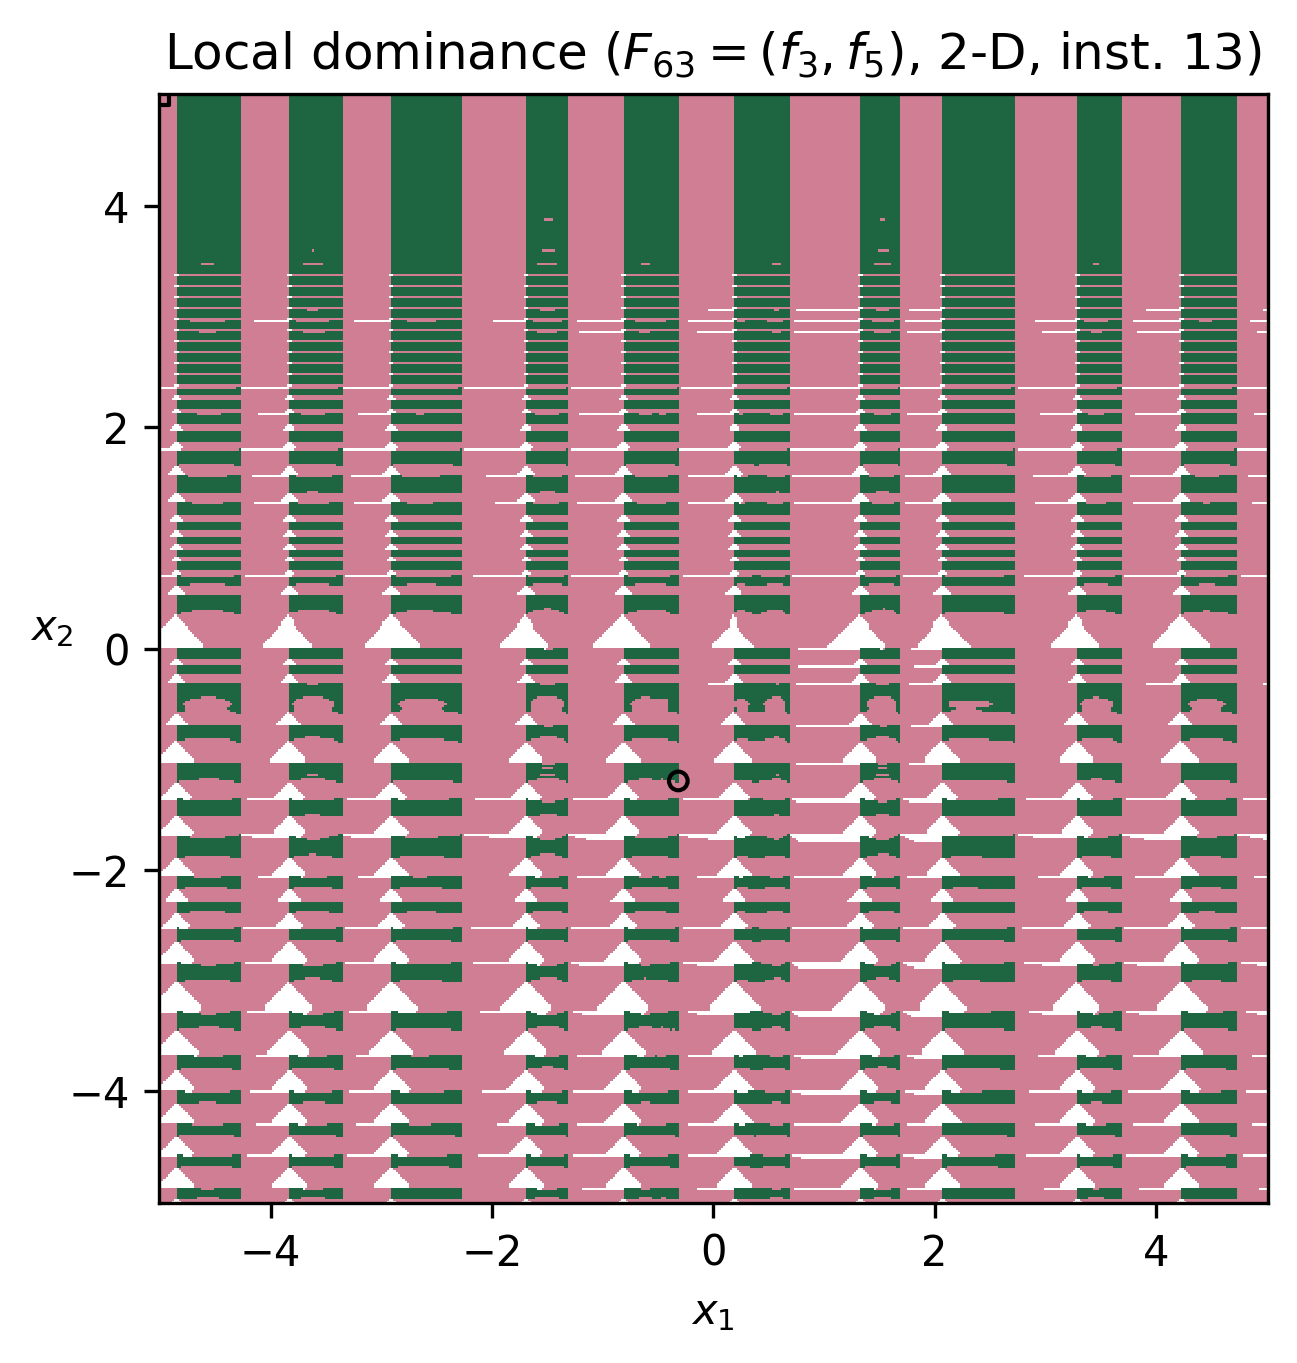 Local dominance (F₆₃ = (f₃, f₅), 2-D, inst. 13)
4
2
x₂
0
−2
−4
−4 −2 0 2 4
x₁